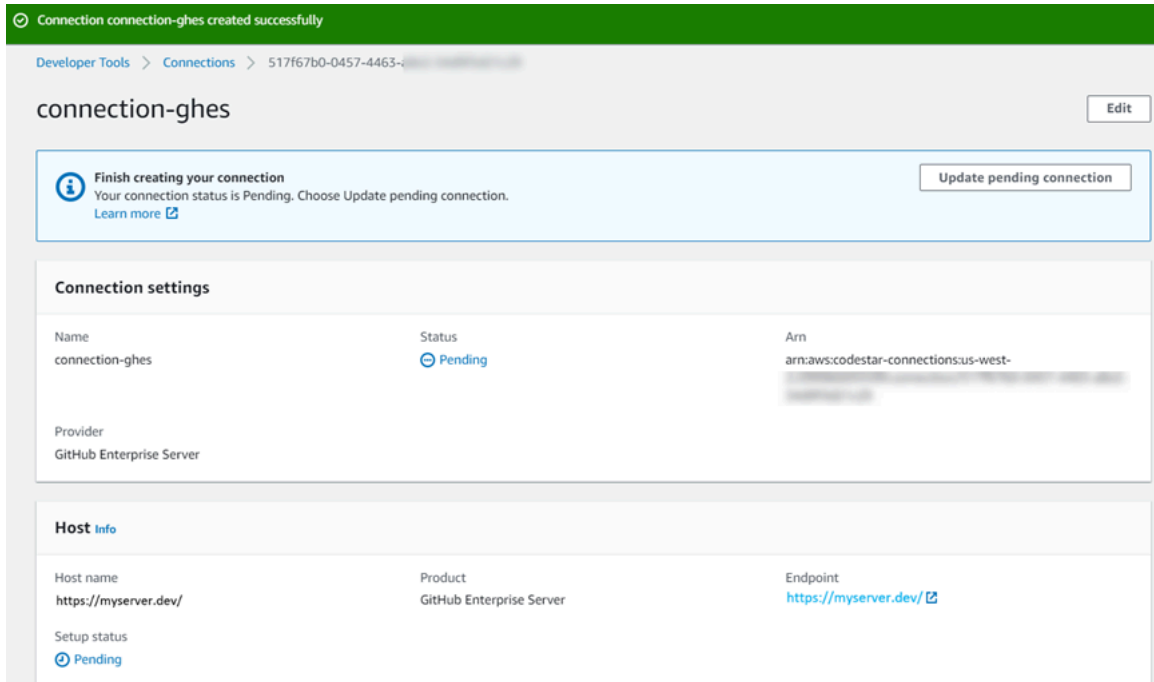 Connection connection-ghes created successfully
Developer Tools > Connections > 517f67b0-0457-4463-
connection-ghes
Edit
Finish creating your connection
Your connection status is Pending. Choose Update pending connection.
Learn more
Update pending connection
Connection settings
Name
connection-ghes
Status
Pending
Arn
arn:aws:codestar-connections:us-west-
Provider
GitHub Enterprise Server
Host Info
Host name
https://myserver.dev/
Product
GitHub Enterprise Server
Endpoint
https://myserver.dev/
Setup status
Pending